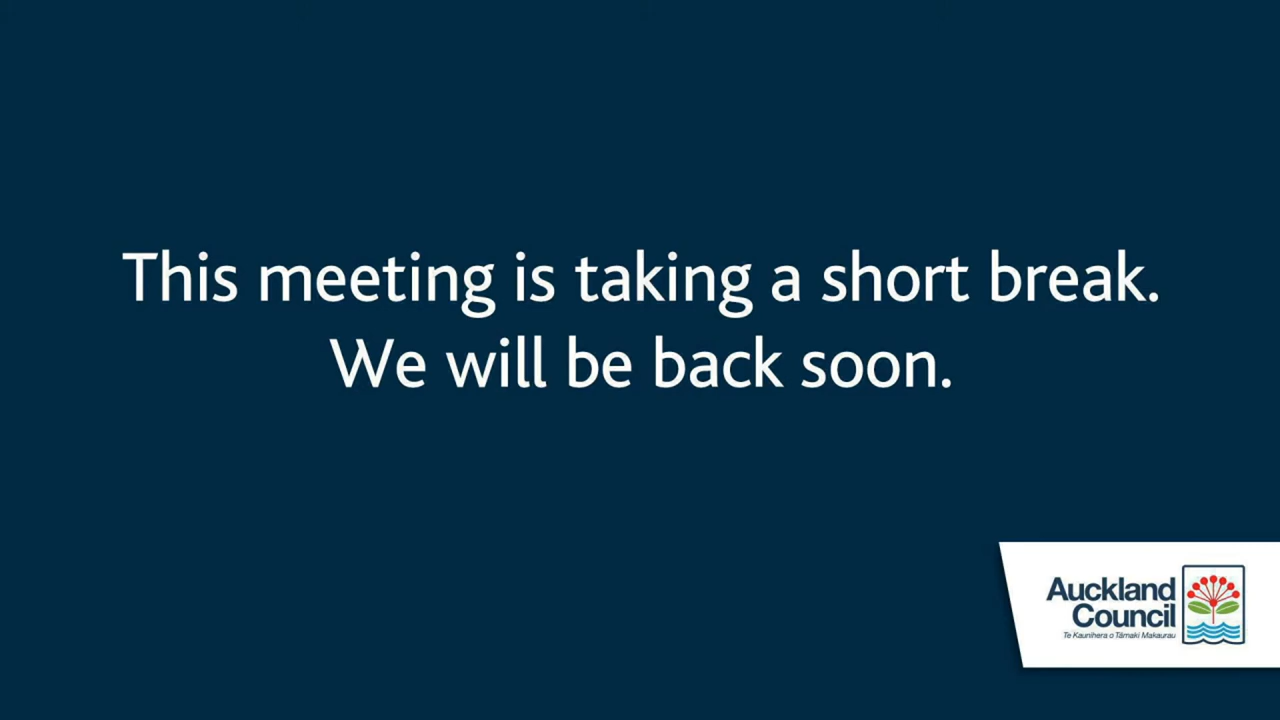 This meeting is taking a short break.
We will be back soon.
Auckland
Council
Te Kaunihera o Tāmaki Makaurau